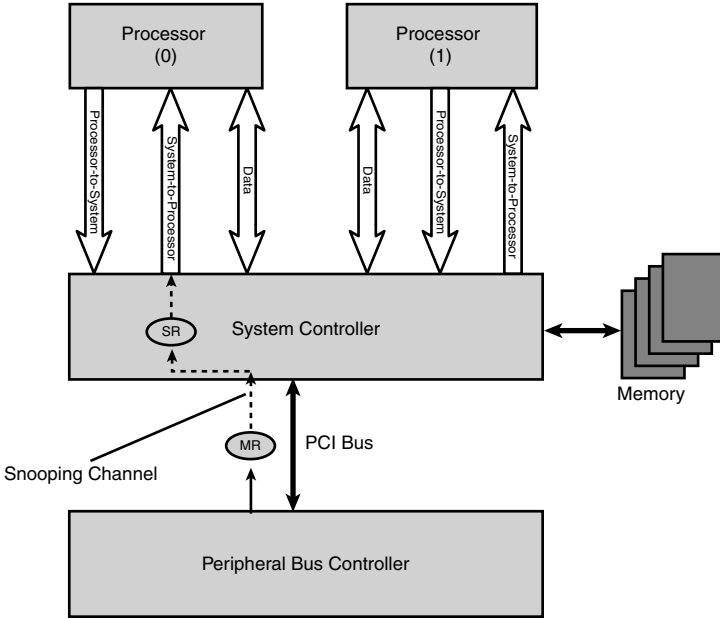 Processor
(0)
Processor
(1)
Processor-to-System
System-to-Processor
Data
Data
Processor-to-System
System-to-Processor
SR
System Controller
Memory
MR
PCI Bus
Snooping Channel
Peripheral Bus Controller